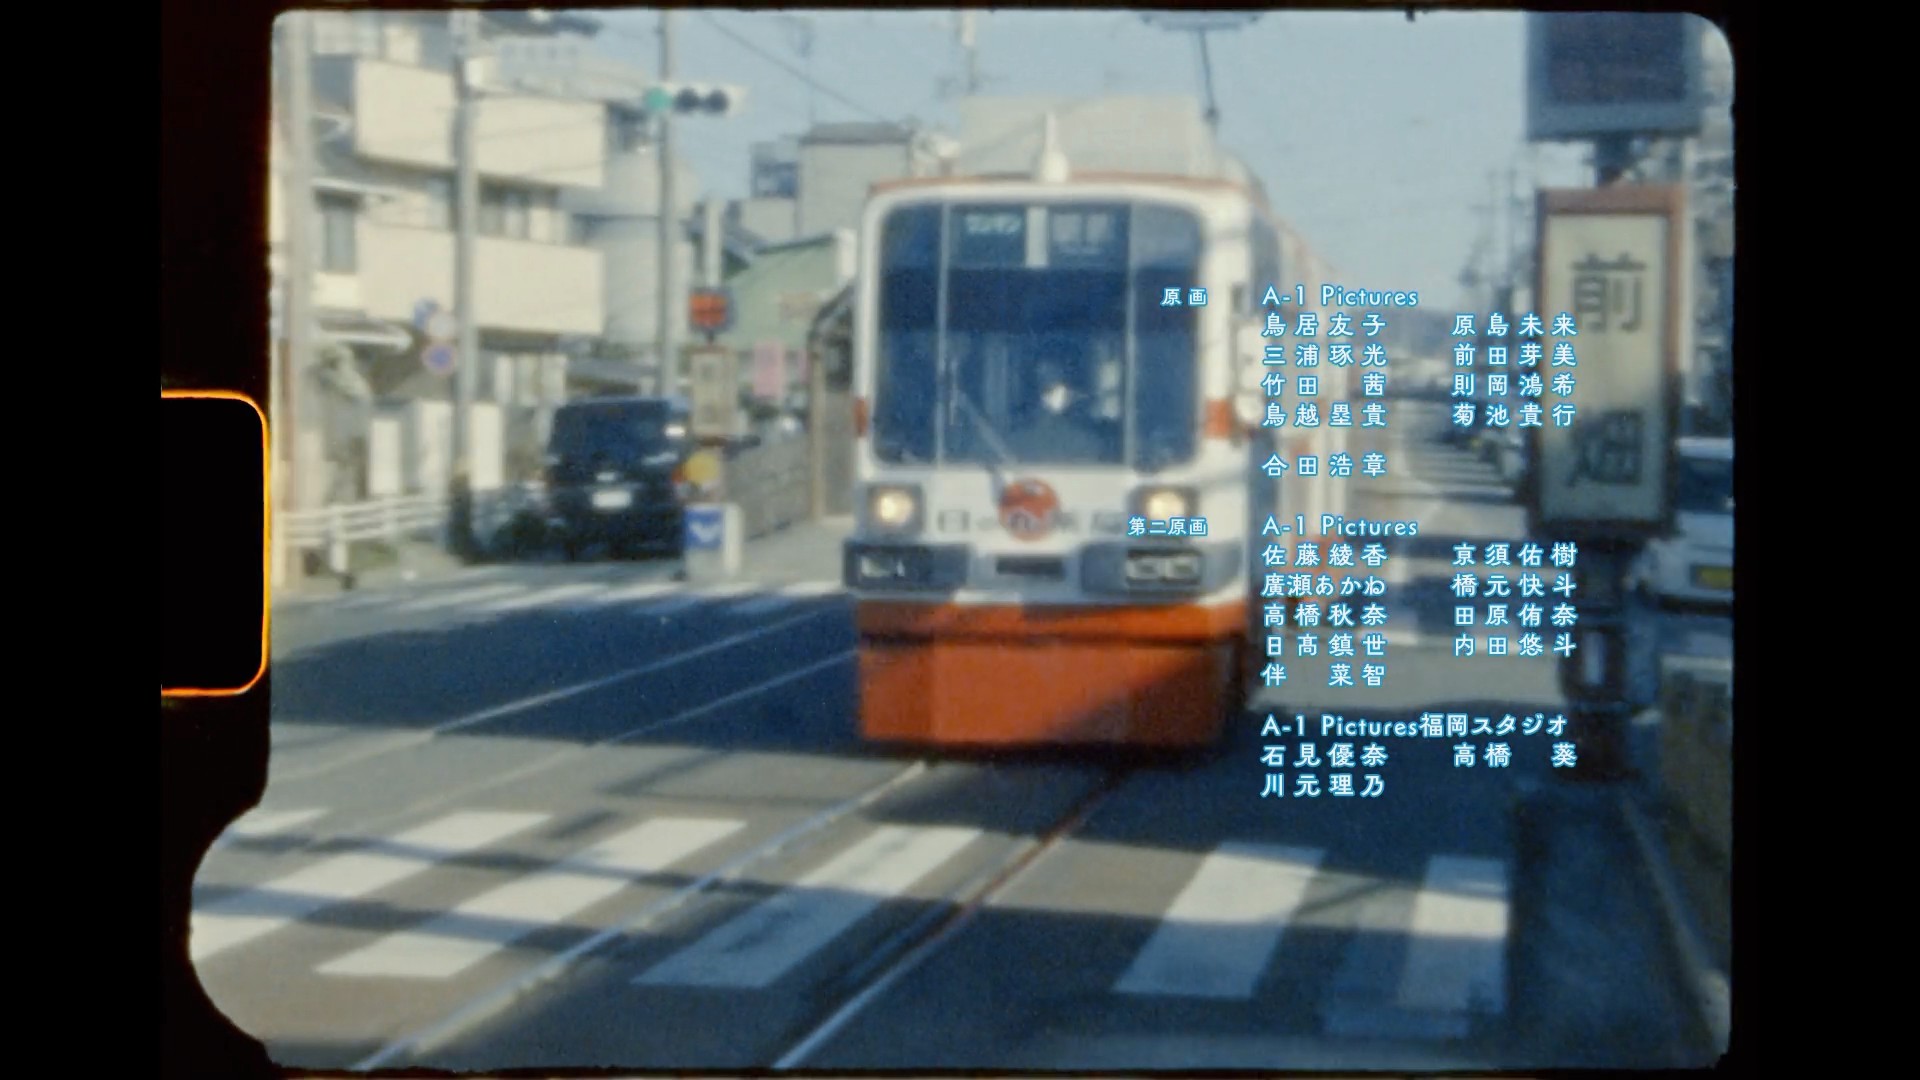 原画 A-1 Pictures
鳥居友子 原島未来
三浦琢光 前田芽美
竹田 茜 則岡鴻希
鳥越塁貴 菊池貴行
合田浩章
第二原画 A-1 Pictures
佐藤綾香 京須佑樹
廣瀬あかね 橋元快斗
高橋秋奈 田原侑奈
日髙鎮世 内田悠斗
伴 菜智
A-1 Pictures福岡スタジオ
石見優奈 高橋 葵
川元理乃
ワンマン
前畑